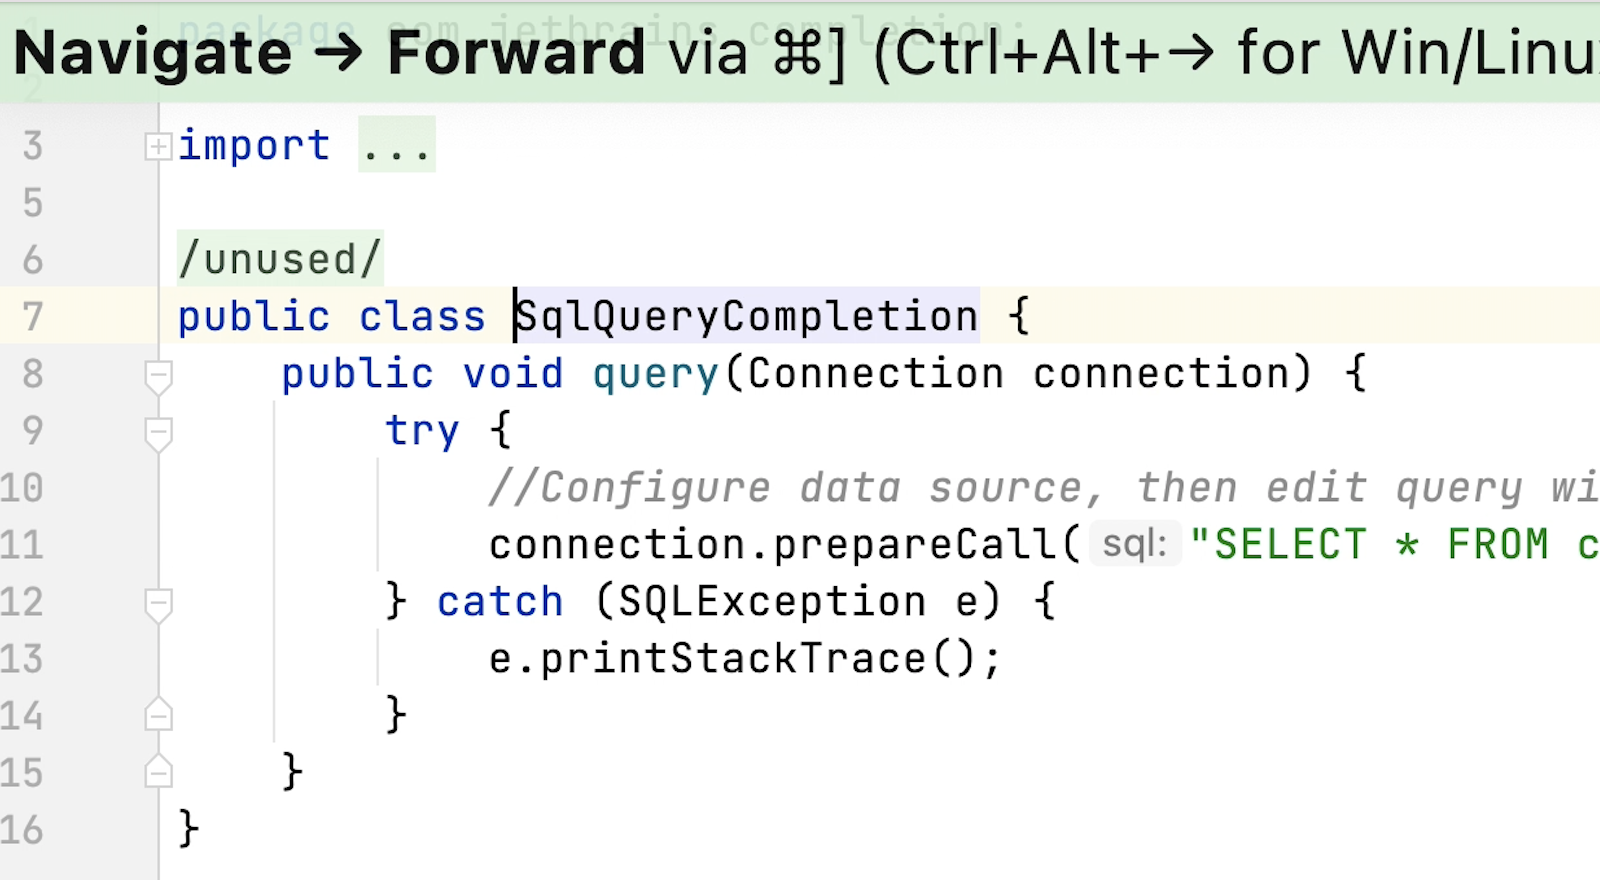 package com.jetbrains.completion;
Navigate → Forward via ⌘] (Ctrl+Alt+→ for Win/Linu
2
3 import ...
5
6 /unused/
7 public class SqlQueryCompletion {
8 public void query(Connection connection) {
9 try {
10 //Configure data source, then edit query wi
11 connection.prepareCall( sql: "SELECT * FROM c
12 } catch (SQLException e) {
13 e.printStackTrace();
14 }
15 }
16 }